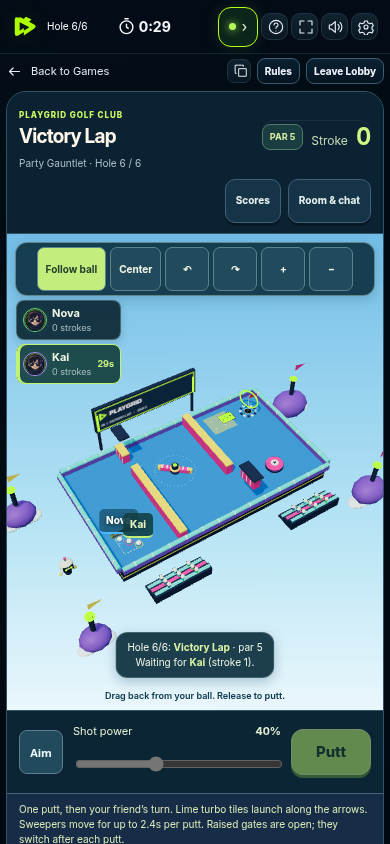 Hole 6/6
0:29
›
Back to Games
Rules
Leave Lobby
PLAYGRID GOLF CLUB
Victory Lap
PAR 5
Stroke 0
Party Gauntlet · Hole 6 / 6
Scores
Room & chat
Follow ball
Center
↶
↷
+
−
Nova
0 strokes
Kai
0 strokes
29s
PLAYGRID
Kai
Hole 6/6: Victory Lap · par 5
Waiting for Kai (stroke 1).
Drag back from your ball. Release to putt.
Aim
Shot power
40%
Putt
One putt, then your friend's turn. Lime turbo tiles launch along the arrows.
Sweepers move for up to 2.4s per putt. Raised gates are open; they
switch after each putt.